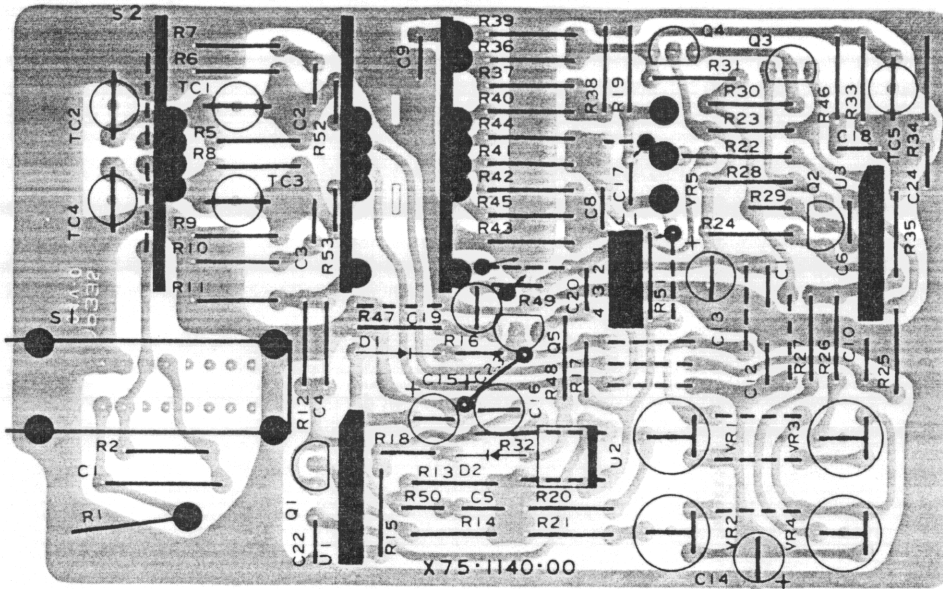 S2
R7
R6
TC2
TC1
R5
R8
TC4
TC3
R9
R10
R11
C2
R52
C3
R53
C9
R39
R36
R37
R40
R44
R41
R42
R45
R43
R38
R19
Q4
Q3
R31
R30
R23
R22
R28
R29
R24
R46
R33
C18
TC5
R34
C24
Q2
U3
C6
R35
C8
C17
VR5
+
R49
C20
4 3 2
R51
C13
C12
R27
R26
C10
R25
S1
R47
C19
D1
R16
Q5
C15
+
+
C23
R48
R17
C16
R12
C4
R2
C1
R1
Q1
C22
U1
R18
R32
D2
R13
R50
C5
R14
R15
R20
R21
U2
VR1
VR3
VR2
VR4
C14
+
X75-1140-00